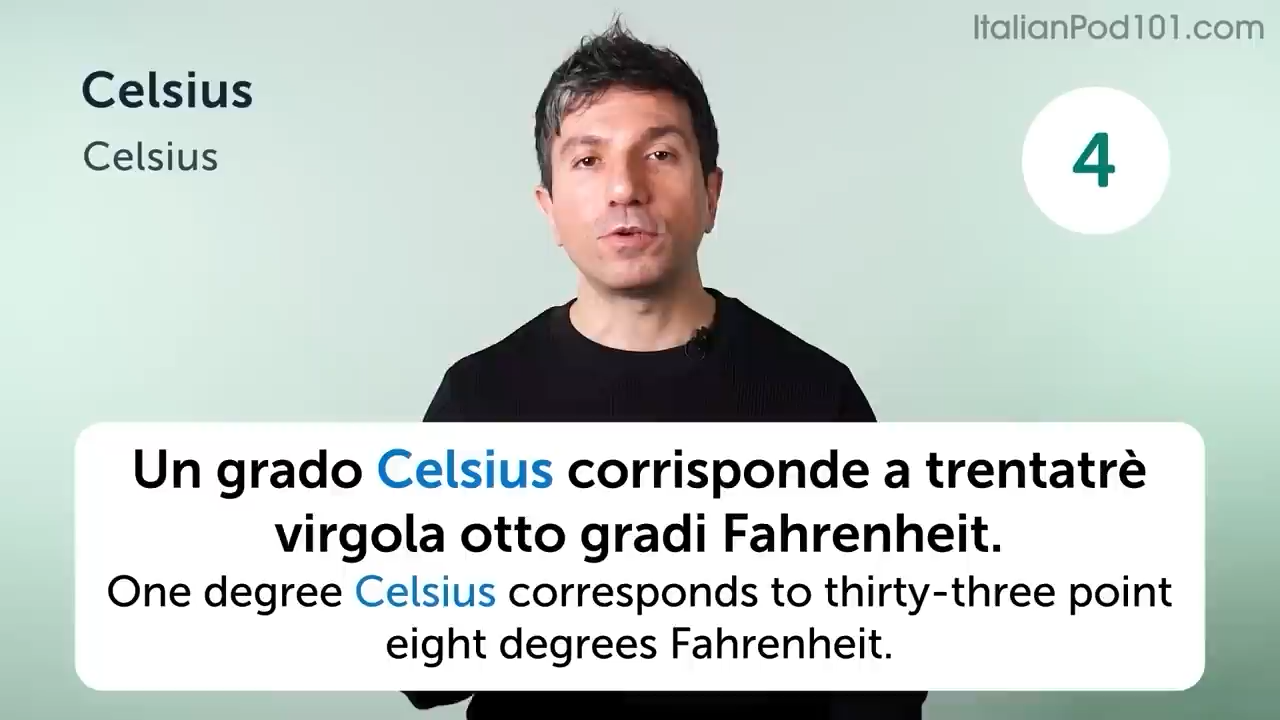 ItalianPod101.com
Celsius
Celsius
4
Un grado Celsius corrisponde a trentatrè
virgola otto gradi Fahrenheit.
One degree Celsius corresponds to thirty-three point
eight degrees Fahrenheit.